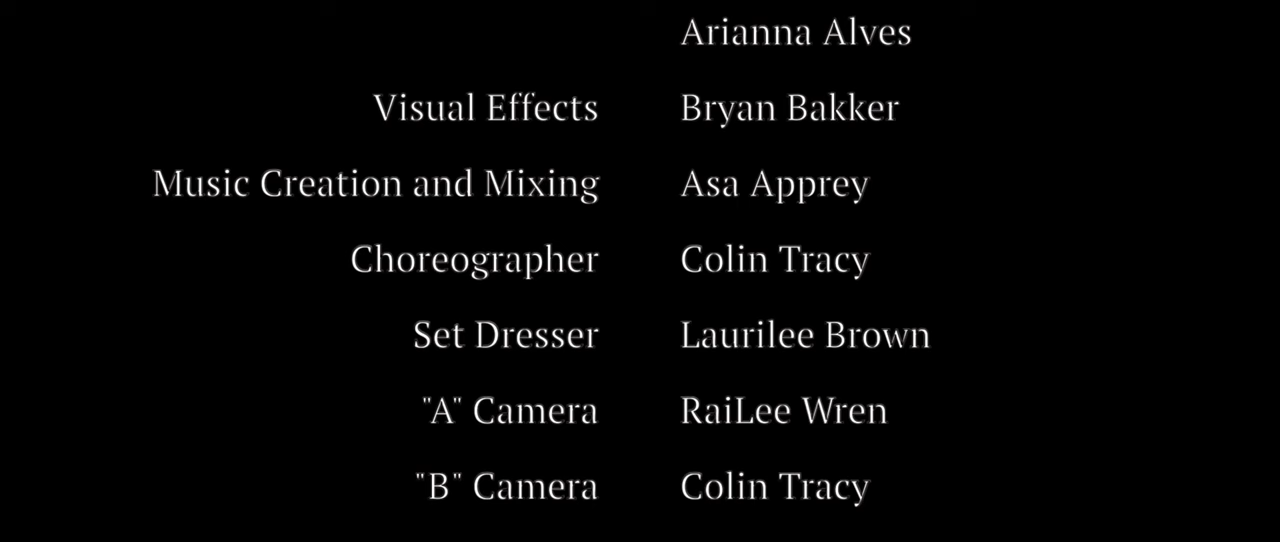 Arianna Alves
Visual Effects Bryan Bakker
Music Creation and Mixing Asa Apprey
Choreographer Colin Tracy
Set Dresser Laurilee Brown
"A" Camera RaiLee Wren
"B" Camera Colin Tracy